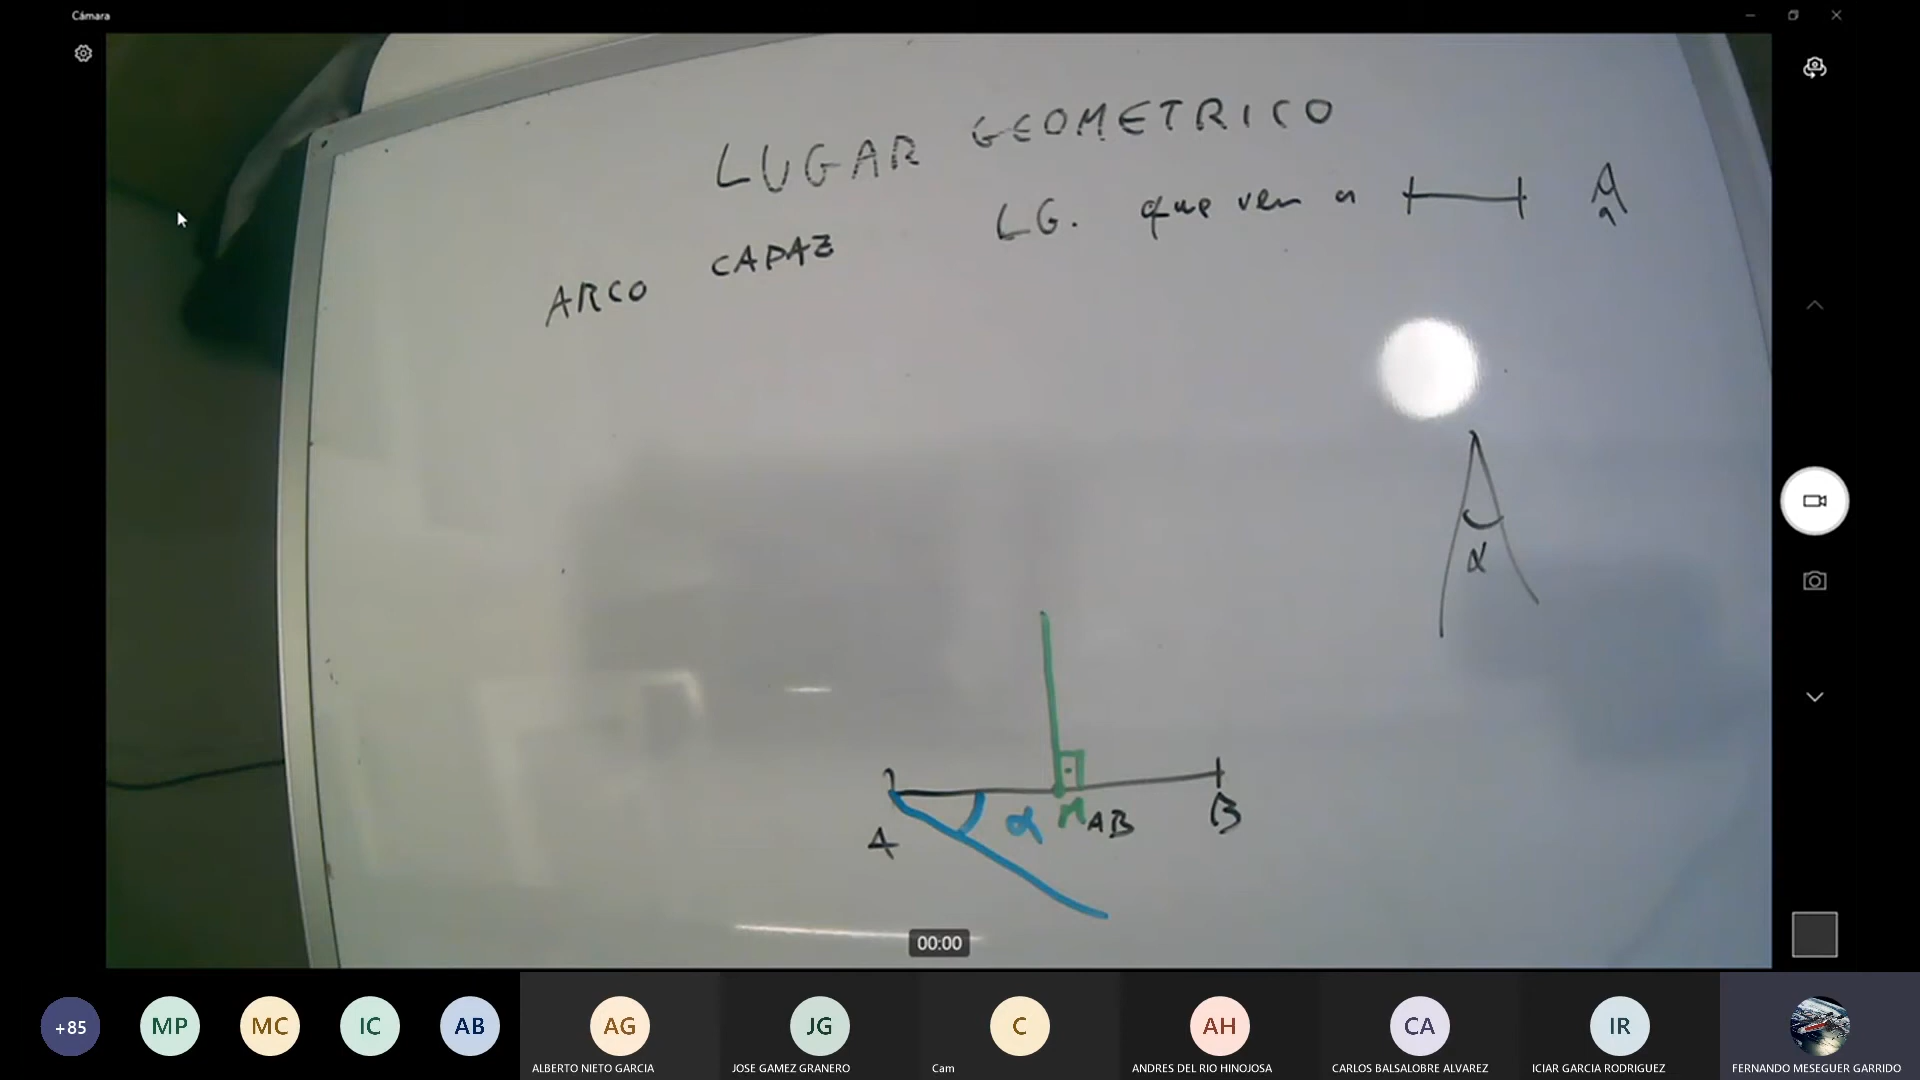 Cámara
LUGAR GEOMETRICO
LG. que ven a
ARCO CAPAZ
α
α MAB
A
B
00:00
+85
MP
MC
IC
AB
AG
JG
C
AH
CA
IR
ALBERTO NIETO GARCIA
JOSE GAMEZ GRANERO
Cam
ANDRES DEL RIO HINOJOSA
CARLOS BALSALOBRE ALVAREZ
ICIAR GARCIA RODRIGUEZ
FERNANDO MESEGUER GARRIDO